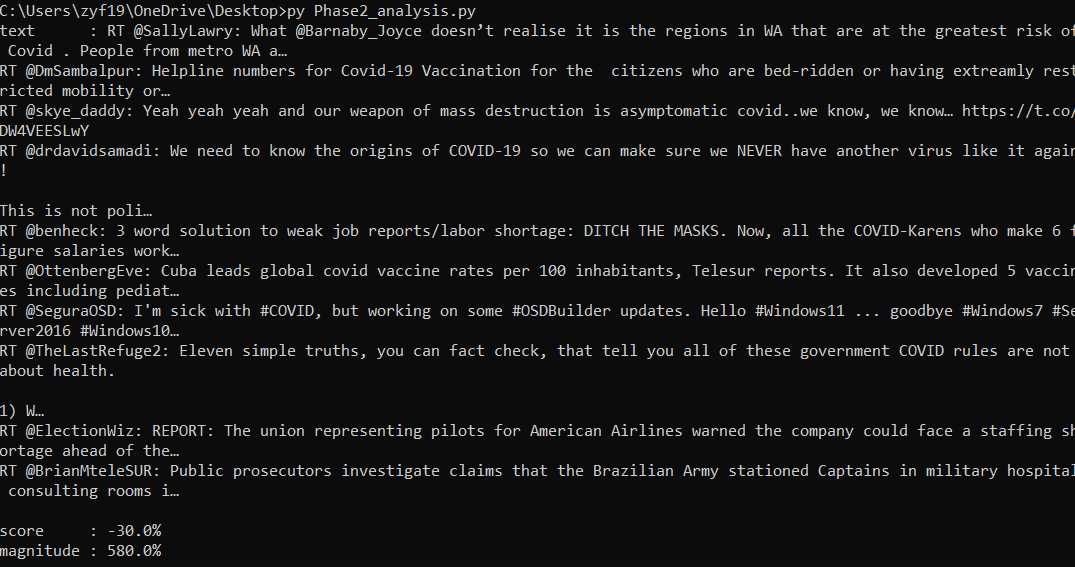 C:\Users\zyf19\OneDrive\Desktop>py Phase2_analysis.py
text      : RT @SallyLawry: What @Barnaby_Joyce doesn’t realise it is the regions in WA that are at the greatest risk of
 Covid . People from metro WA a…
RT @DmSambalpur: Helpline numbers for Covid-19 Vaccination for the  citizens who are bed-ridden or having extreamly rest
ricted mobility or…
RT @skye_daddy: Yeah yeah yeah and our weapon of mass destruction is asymptomatic covid..we know, we know… https://t.co/
DW4VEESLwY
RT @drdavidsamadi: We need to know the origins of COVID-19 so we can make sure we NEVER have another virus like it again
!
This is not poli…
RT @benheck: 3 word solution to weak job reports/labor shortage: DITCH THE MASKS. Now, all the COVID-Karens who make 6 f
igure salaries work…
RT @OttenbergEve: Cuba leads global covid vaccine rates per 100 inhabitants, Telesur reports. It also developed 5 vaccin
es including pediat…
RT @SeguraOSD: I'm sick with #COVID, but working on some #OSDBuilder updates. Hello #Windows11 ... goodbye #Windows7 #Se
rver2016 #Windows10…
RT @TheLastRefuge2: Eleven simple truths, you can fact check, that tell you all of these government COVID rules are not
about health.
1) W…
RT @ElectionWiz: REPORT: The union representing pilots for American Airlines warned the company could face a staffing sh
ortage ahead of the…
RT @BrianMteleSUR: Public prosecutors investigate claims that the Brazilian Army stationed Captains in military hospital
 consulting rooms i…
score     : -30.0%
magnitude : 580.0%